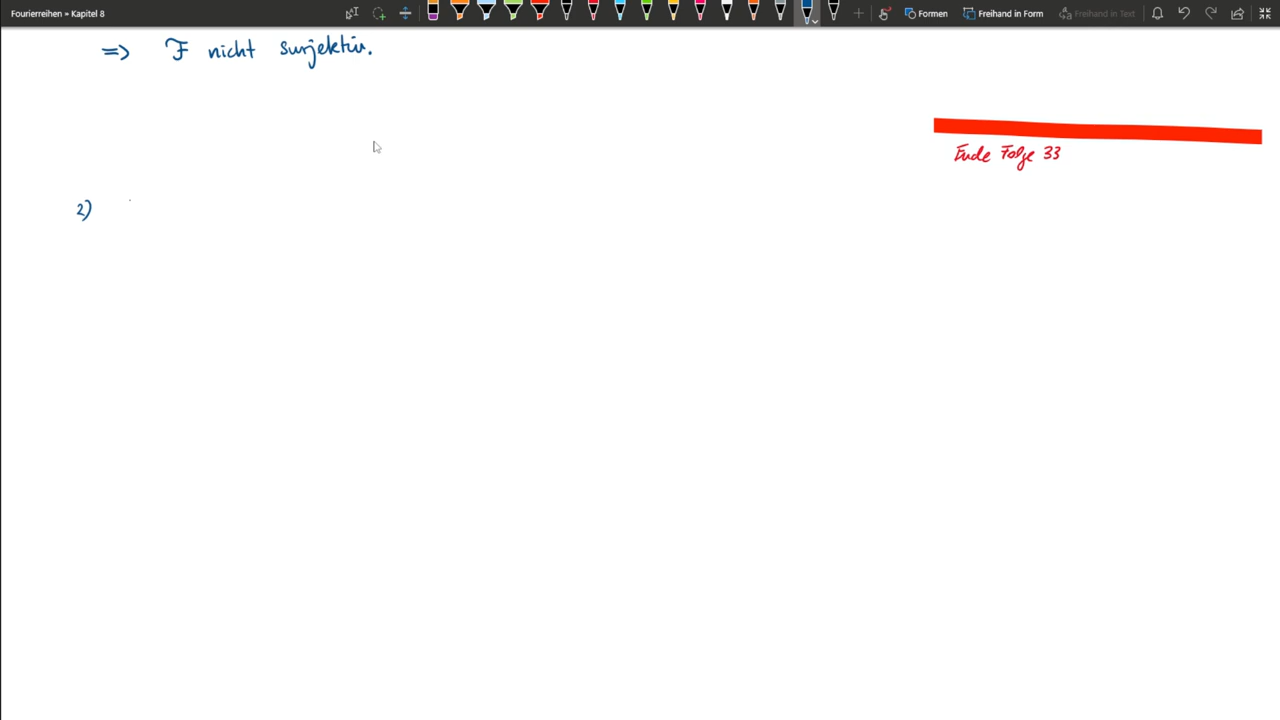 Fourierreihen » Kapitel 8
Formen
Freihand in Form
Freihand in Text
=> F nicht surjektiv.
Ende Folge 33
2)